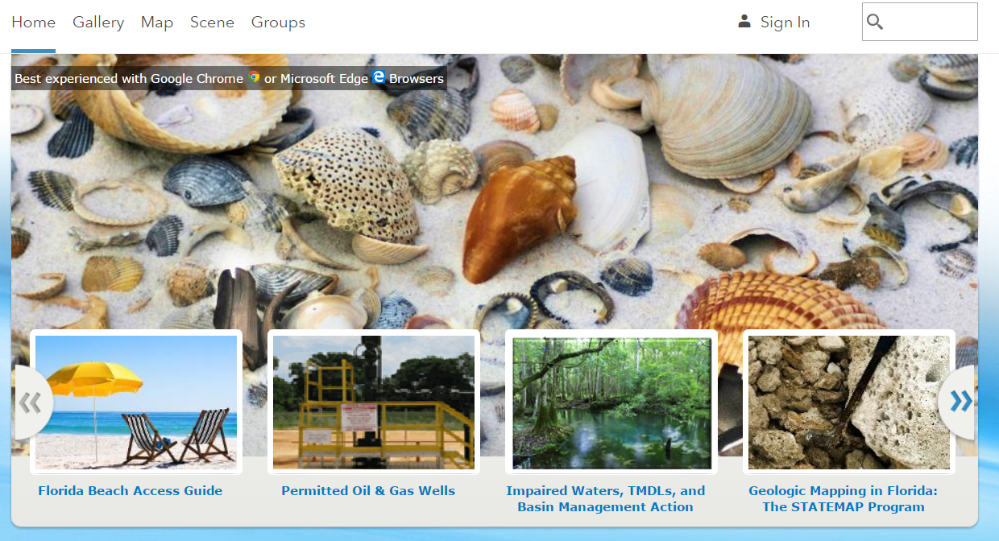 Home Gallery Map Scene Groups Sign In
Best experienced with Google Chrome or Microsoft Edge Browsers
Florida Beach Access Guide
Permitted Oil & Gas Wells
Impaired Waters, TMDLs, and
Basin Management Action
Geologic Mapping in Florida:
The STATEMAP Program